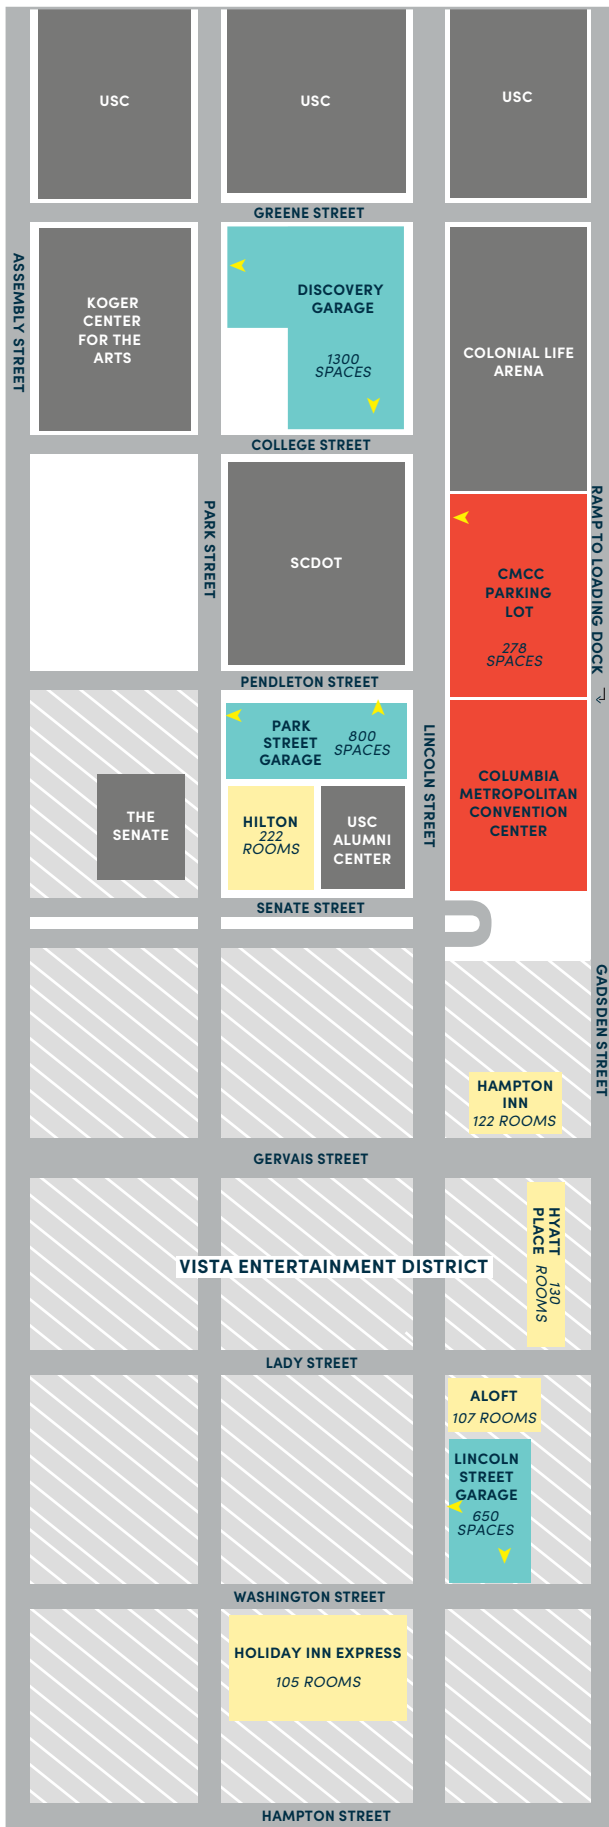 USC
USC
USC
GREENE STREET
ASSEMBLY STREET
KOGER
CENTER
FOR THE
ARTS
DISCOVERY
GARAGE
1300
SPACES
COLONIAL LIFE
ARENA
COLLEGE STREET
PARK STREET
SCDOT
CMCC
PARKING
LOT
278
SPACES
RAMP TO LOADING DOCK
PENDLETON STREET
PARK
STREET
GARAGE
800
SPACES
LINCOLN STREET
THE
SENATE
HILTON
222
ROOMS
USC
ALUMNI
CENTER
COLUMBIA
METROPOLITAN
CONVENTION
CENTER
SENATE STREET
GADSDEN STREET
HAMPTON
INN
122 ROOMS
GERVAIS STREET
HYATT
PLACE
130
ROOMS
VISTA ENTERTAINMENT DISTRICT
LADY STREET
ALOFT
107 ROOMS
LINCOLN
STREET
GARAGE
650
SPACES
WASHINGTON STREET
HOLIDAY INN EXPRESS
105 ROOMS
HAMPTON STREET